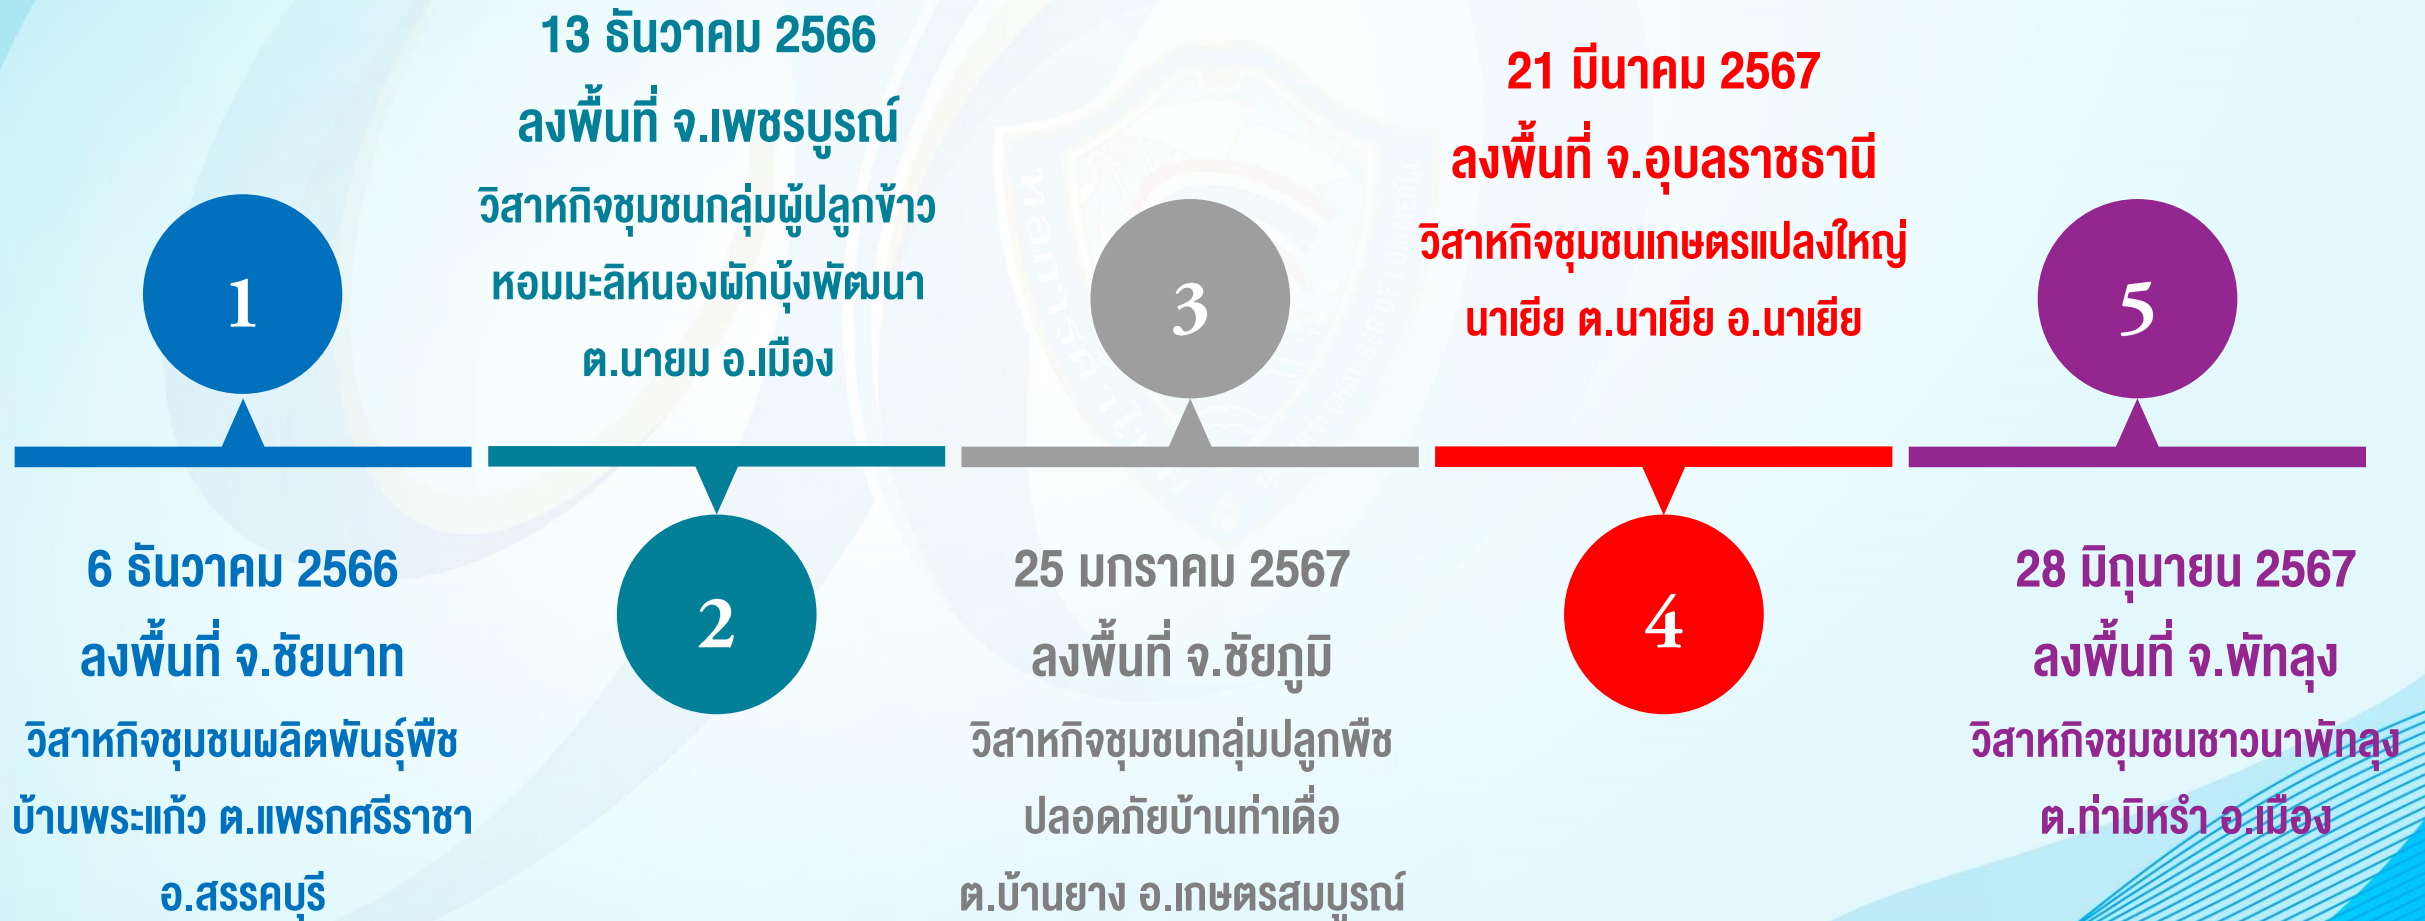 1
6 ธันวาคม 2566
ลงพื้นที่ จ.ชัยนาท
วิสาหกิจชุมชนผลิตพันธุ์พืช
บ้านพระแก้ว ต.แพรกศรีราชา
อ.สรรคบุรี
13 ธันวาคม 2566
ลงพื้นที่ จ.เพชรบูรณ์
วิสาหกิจชุมชนกลุ่มผู้ปลูกข้าว
หอมมะลิหนองผักบุ้งพัฒนา
ต.นายม อ.เมือง
2
3
25 มกราคม 2567
ลงพื้นที่ จ.ชัยภูมิ
วิสาหกิจชุมชนกลุ่มปลูกพืช
ปลอดภัยบ้านท่าเดื่อ
ต.บ้านยาง อ.เกษตรสมบูรณ์
21 มีนาคม 2567
ลงพื้นที่ จ.อุบลราชธานี
วิสาหกิจชุมชนเกษตรแปลงใหญ่
นาเยีย ต.นาเยีย อ.นาเยีย
4
5
28 มิถุนายน 2567
ลงพื้นที่ จ.พัทลุง
วิสาหกิจชุมชนชาวนาพัทลุง
ต.ท่ามิหรำ อ.เมือง